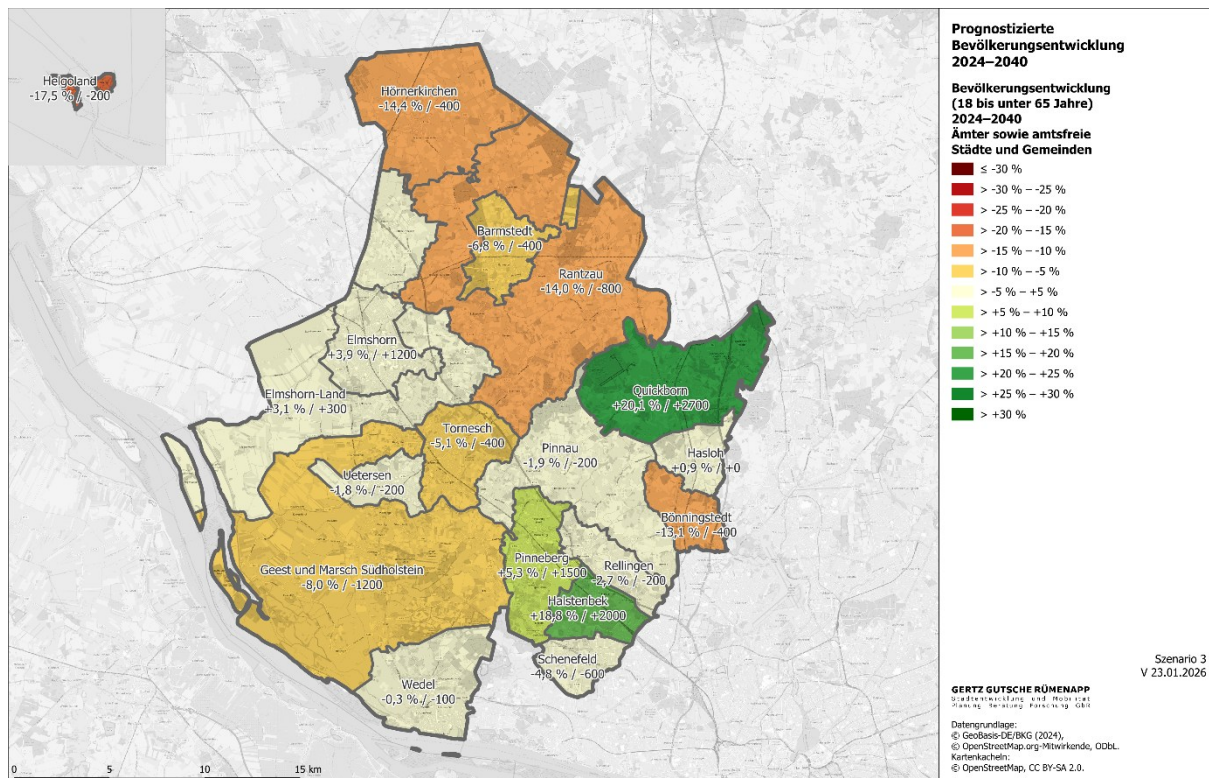 Helgoland
-17,5 % / -200
Hörnerkirchen
-14,4 % / -400
Barmstedt
-6,8 % / -400
Rantzau
-14,0 % / -800
Elmshorn
+3,9 % / +1200
Elmshorn-Land
+3,1 % / +300
Quickborn
+20,1 % / +2700
Tornesch
-5,1 % / -400
Pinnau
-1,9 % / -200
Hasloh
+0,9 % / +0
Uetersen
-1,8 % / -200
Bönningstedt
-13,1 % / -400
Geest und Marsch Südholstein
-8,0 % / -1200
Pinneberg
+5,3 % / +1500
Rellingen
-2,7 % / -200
Halstenbek
+18,8 % / +2000
Schenefeld
-4,8 % / -600
Wedel
-0,3 % / -100
0 5 10 15 km
Prognostizierte
Bevölkerungsentwicklung
2024–2040
Bevölkerungsentwicklung
(18 bis unter 65 Jahre)
2024–2040
Ämter sowie amtsfreie
Städte und Gemeinden
≤ -30 %
> -30 % – -25 %
> -25 % – -20 %
> -20 % – -15 %
> -15 % – -10 %
> -10 % – -5 %
> -5 % – +5 %
> +5 % – +10 %
> +10 % – +15 %
> +15 % – +20 %
> +20 % – +25 %
> +25 % – +30 %
> +30 %
Szenario 3
V 23.01.2026
GERTZ GUTSCHE RÜMENAPP
Stadtentwicklung und Mobilität
Planung Beratung Forschung GbR
Datengrundlage:
© GeoBasis-DE/BKG (2024),
© OpenStreetMap.org-Mitwirkende, ODbL.
Kartenkacheln:
© OpenStreetMap, CC BY-SA 2.0.